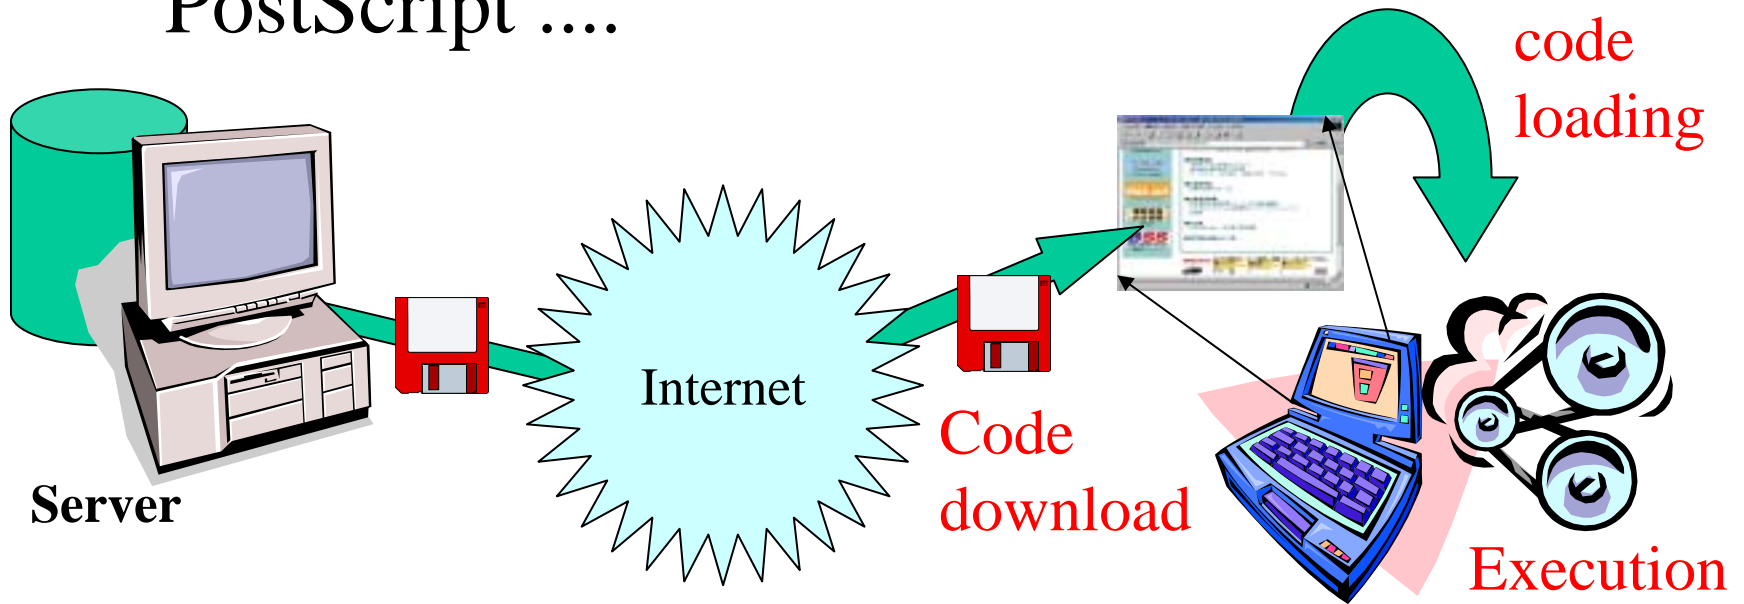 PostScript ....
code
loading
Internet
Code
download
Server
Execution